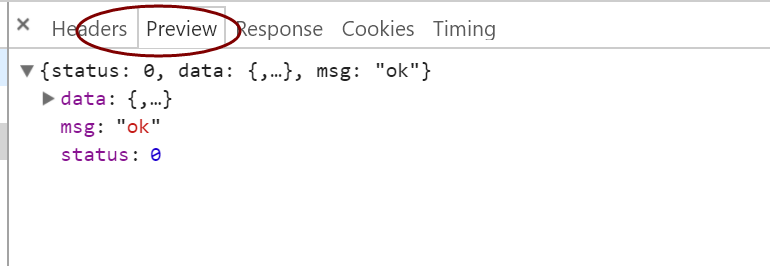 × Headers Preview Response Cookies Timing
▼{status: 0, data: {,…}, msg: "ok"}
▶data: {,…}
msg: "ok"
status: 0